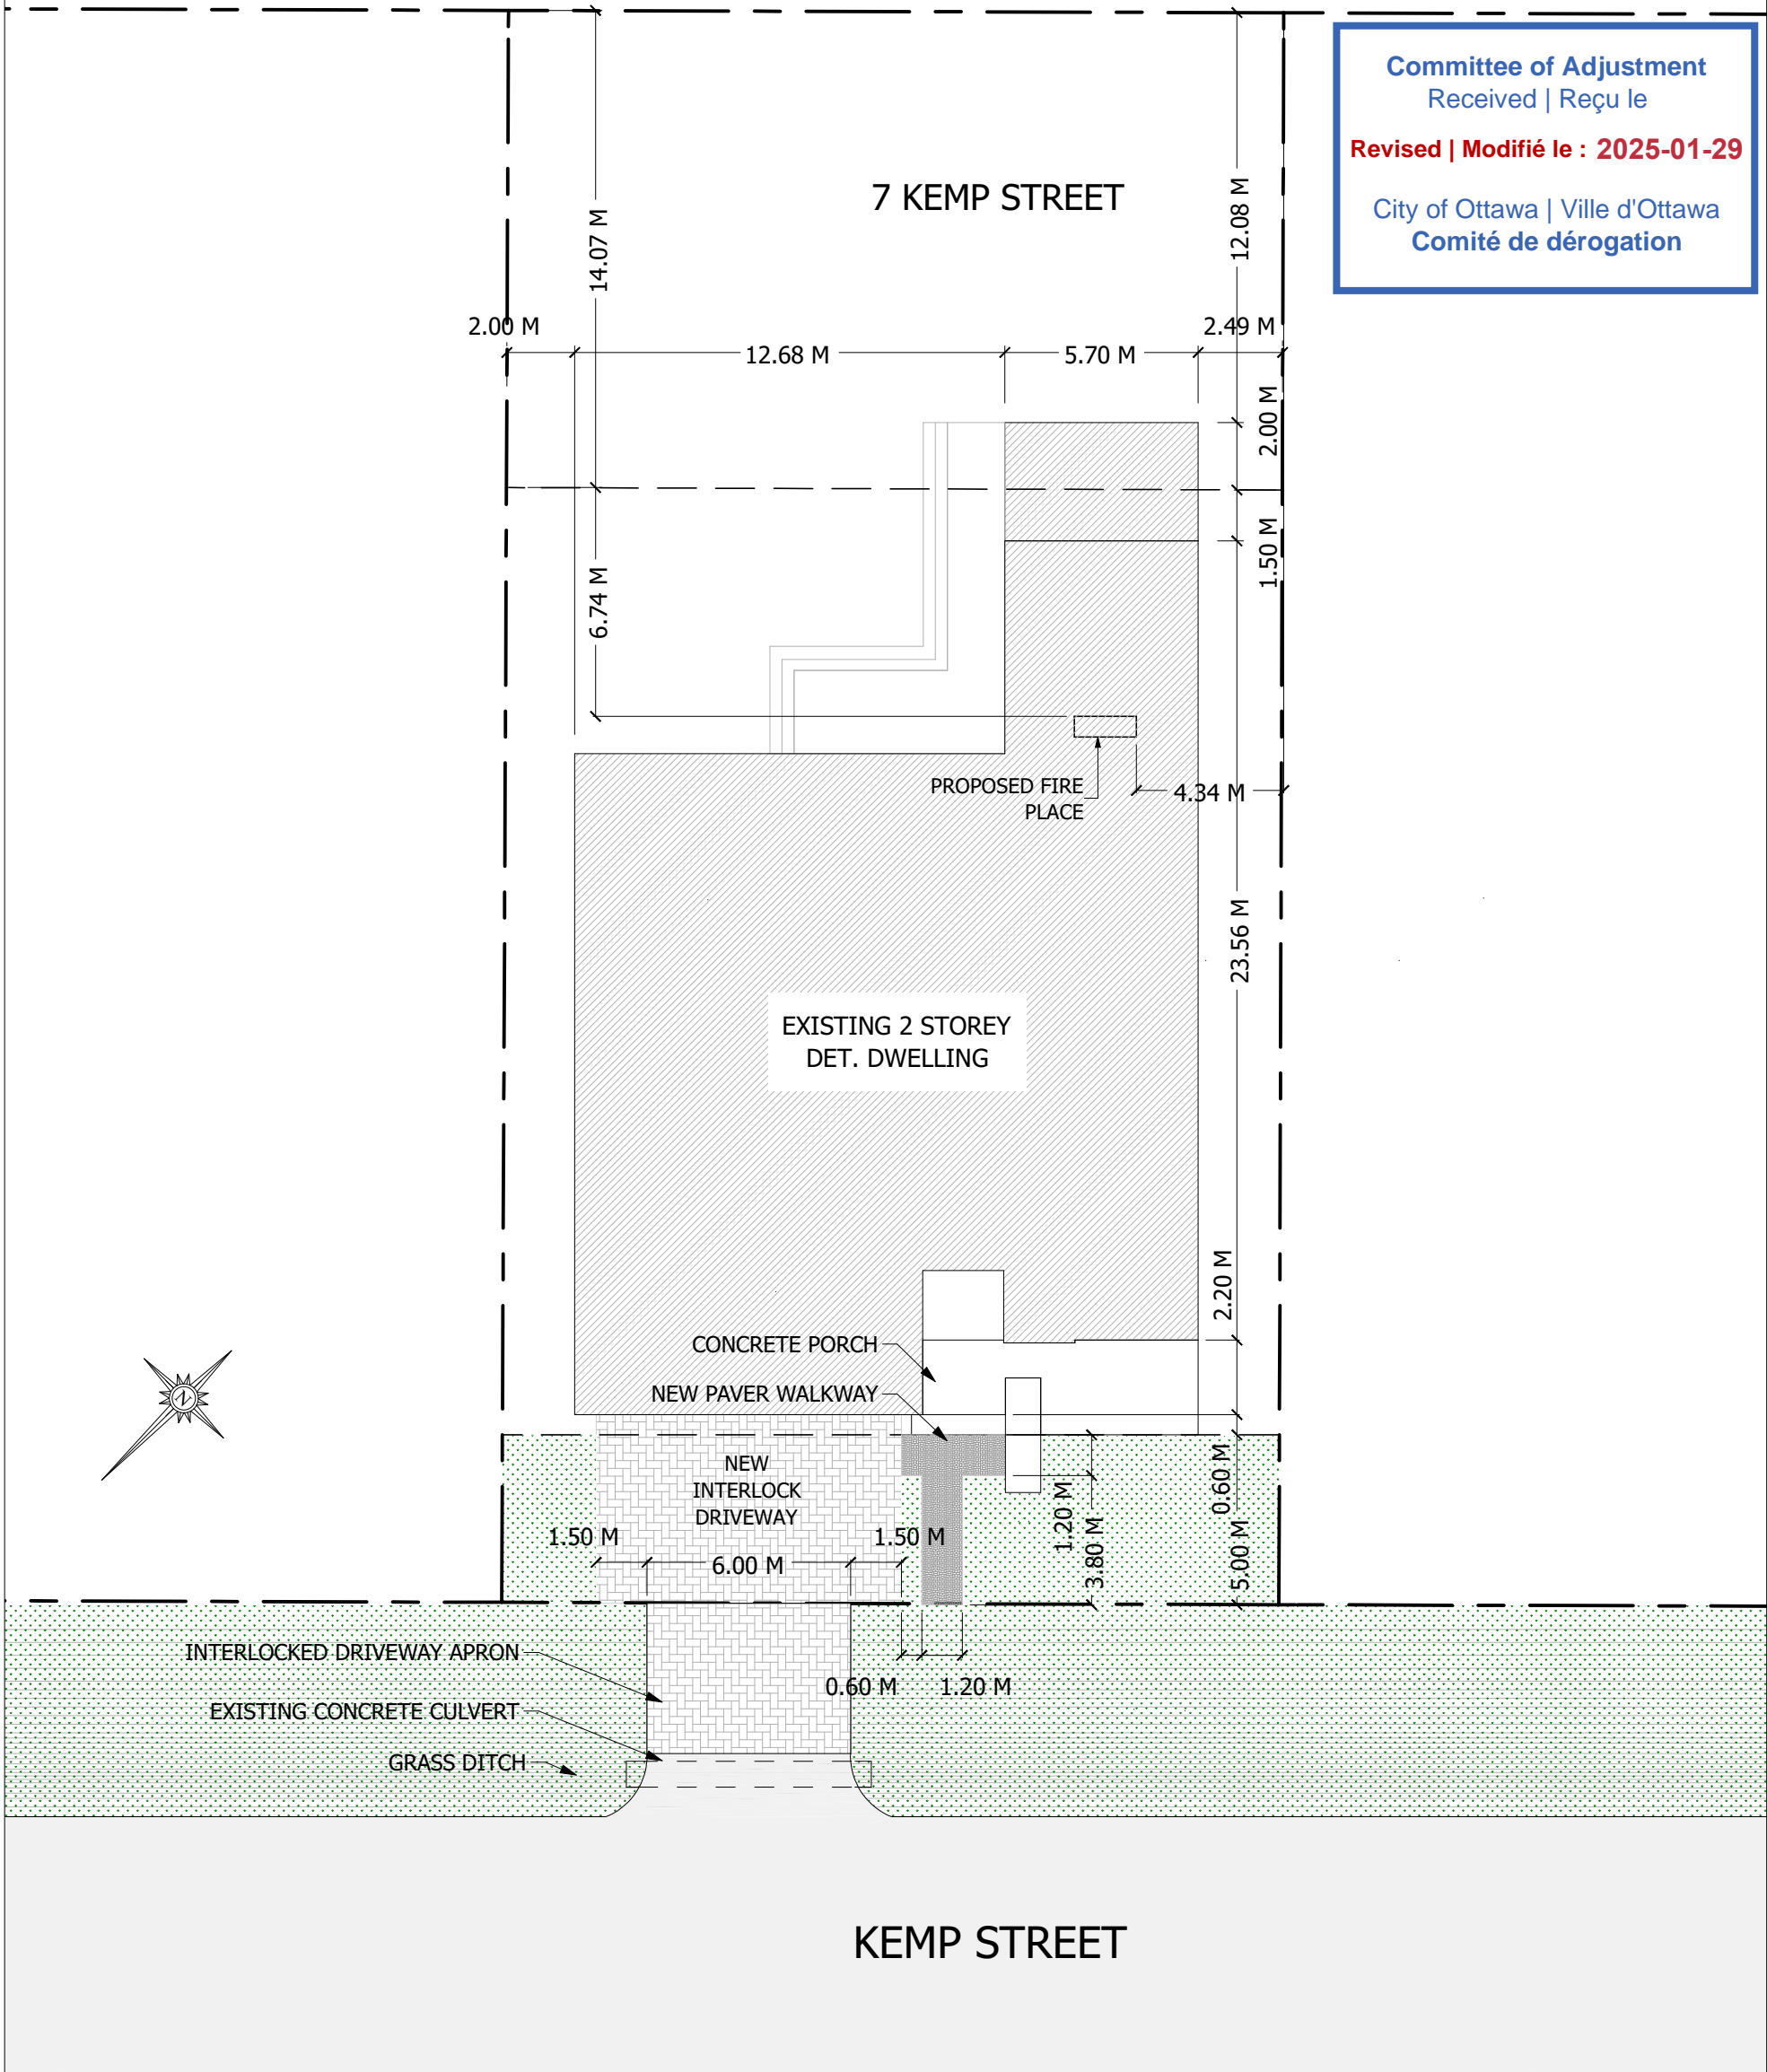 Committee of Adjustment
Received | Reçu le
Revised | Modifié le : 2025-01-29
City of Ottawa | Ville d'Ottawa
Comité de dérogation
7 KEMP STREET
14.07 M
12.08 M
2.00 M
2.49 M
12.68 M
5.70 M
2.00 M
1.50 M
6.74 M
PROPOSED FIRE
PLACE
4.34 M
23.56 M
EXISTING 2 STOREY
DET. DWELLING
2.20 M
CONCRETE PORCH
NEW PAVER WALKWAY
N
NEW
INTERLOCK
DRIVEWAY
0.60 M
1.20 M
1.50 M
1.50 M
6.00 M
3.80 M
5.00 M
INTERLOCKED DRIVEWAY APRON
0.60 M
1.20 M
EXISTING CONCRETE CULVERT
GRASS DITCH
KEMP STREET